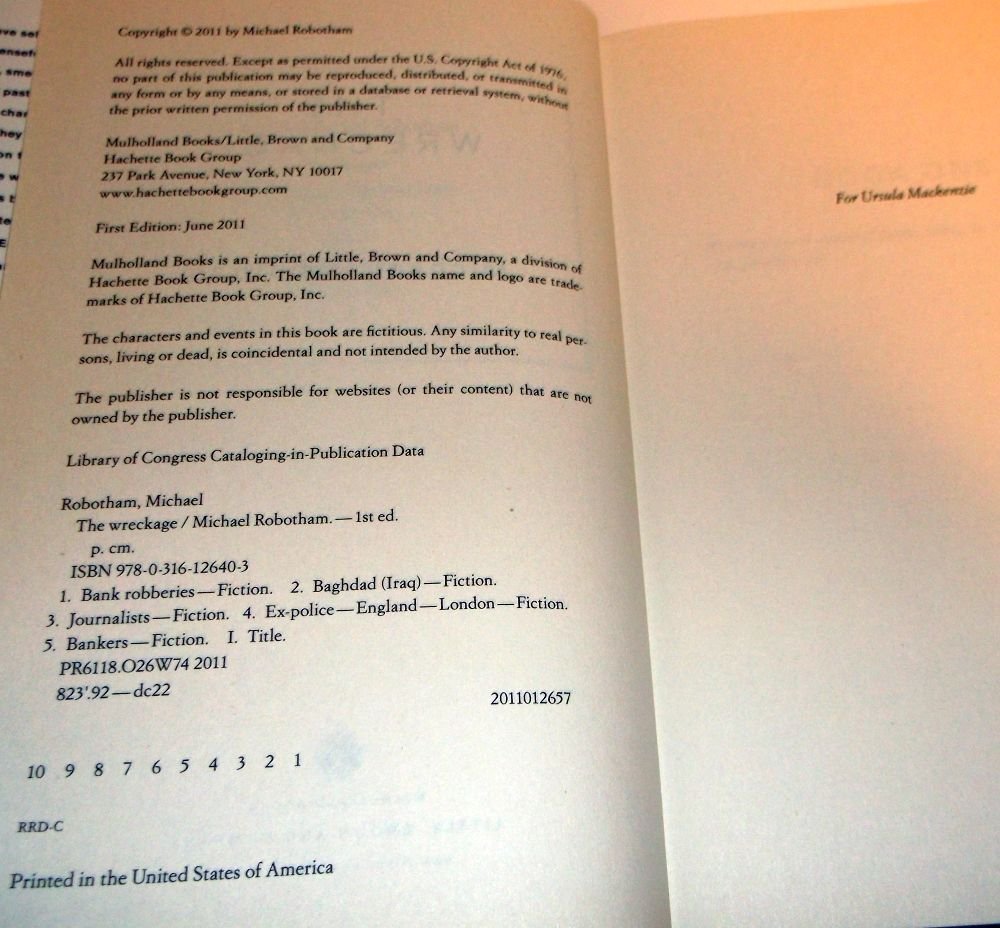 Copyright © 2011 by Michael Robotham
All rights reserved. Except as permitted under the U.S. Copyright Act of 1976,
no part of this publication may be reproduced, distributed, or transmitted in
any form or by any means, or stored in a database or retrieval system, without
the prior written permission of the publisher.
Mulholland Books/Little, Brown and Company
Hachette Book Group
237 Park Avenue, New York, NY 10017
www.hachettebookgroup.com
First Edition: June 2011
Mulholland Books is an imprint of Little, Brown and Company, a division of
Hachette Book Group, Inc. The Mulholland Books name and logo are trade-
marks of Hachette Book Group, Inc.
The characters and events in this book are fictitious. Any similarity to real per-
sons, living or dead, is coincidental and not intended by the author.
The publisher is not responsible for websites (or their content) that are not
owned by the publisher.
Library of Congress Cataloging-in-Publication Data
Robotham, Michael
The wreckage / Michael Robotham. — 1st ed.
p. cm.
ISBN 978-0-316-12640-3
1. Bank robberies — Fiction. 2. Baghdad (Iraq) — Fiction.
3. Journalists — Fiction. 4. Ex-police — England — London — Fiction.
5. Bankers — Fiction. I. Title.
PR6118.O26W74 2011
823'.92 — dc22
2011012657
10 9 8 7 6 5 4 3 2 1
RRD-C
Printed in the United States of America
For Ursula Mackenzie